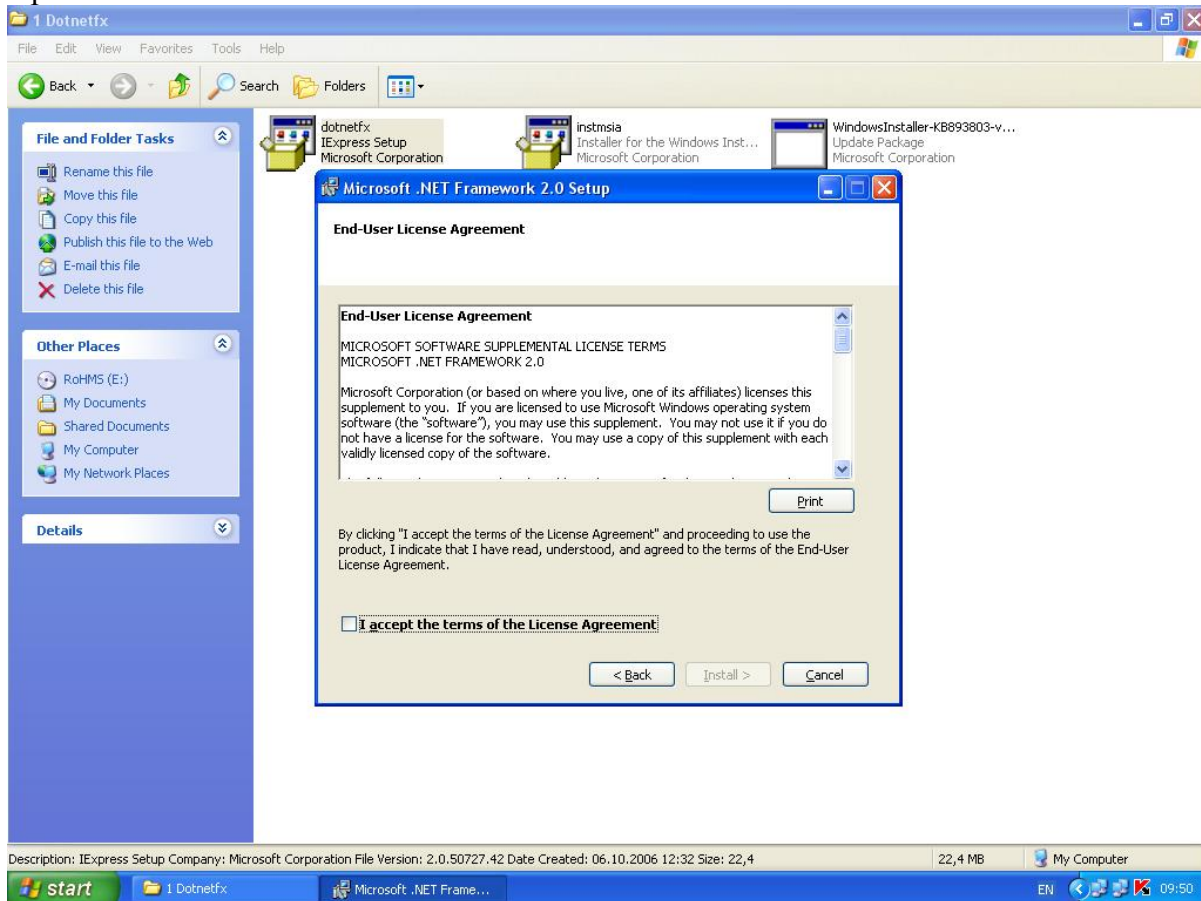 1 Dotnetfx
File Edit View Favorites Tools Help
Back Search Folders
File and Folder Tasks
Rename this file
Move this file
Copy this file
Publish this file to the Web
E-mail this file
Delete this file
Other Places
RoHMS (E:)
My Documents
Shared Documents
My Computer
My Network Places
Details
dotnetfx
IExpress Setup
Microsoft Corporation
instmsia
Installer for the Windows Inst...
Microsoft Corporation
WindowsInstaller-KB893803-v...
Update Package
Microsoft Corporation
Microsoft .NET Framework 2.0 Setup
End-User License Agreement
End-User License Agreement
MICROSOFT SOFTWARE SUPPLEMENTAL LICENSE TERMS
MICROSOFT .NET FRAMEWORK 2.0
Microsoft Corporation (or based on where you live, one of its affiliates) licenses this
supplement to you. If you are licensed to use Microsoft Windows operating system
software (the "software"), you may use this supplement. You may not use it if you do
not have a license for the software. You may use a copy of this supplement with each
validly licensed copy of the software.
Print
By clicking "I accept the terms of the License Agreement" and proceeding to use the
product, I indicate that I have read, understood, and agreed to the terms of the End-User
License Agreement.
I accept the terms of the License Agreement
< Back Install > Cancel
Description: IExpress Setup Company: Microsoft Corporation File Version: 2.0.50727.42 Date Created: 06.10.2006 12:32 Size: 22,4 22,4 MB My Computer
start 1 Dotnetfx Microsoft .NET Frame... EN 09:50